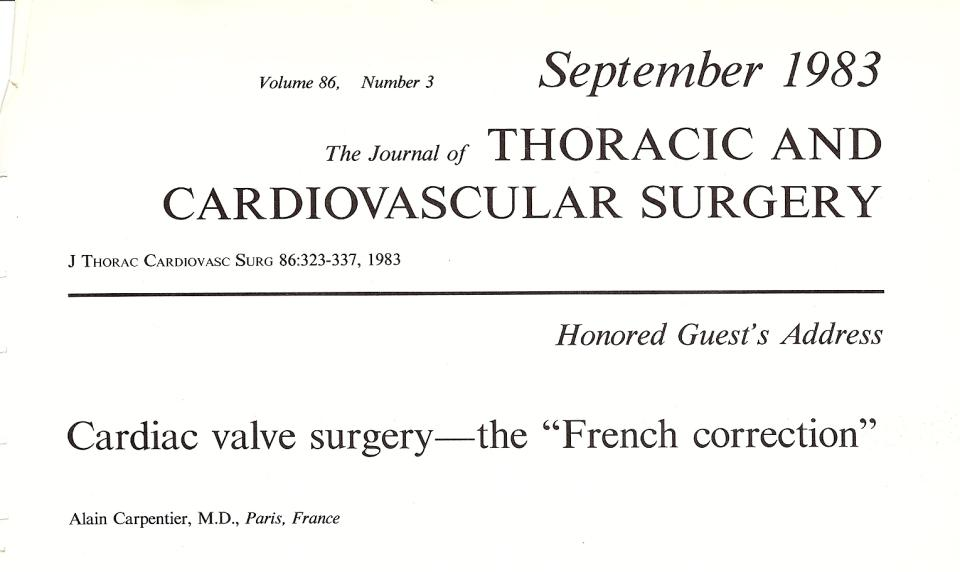 Volume 86, Number 3 September 1983
The Journal of THORACIC AND
CARDIOVASCULAR SURGERY
J THORAC CARDIOVASC SURG 86:323-337, 1983
Honored Guest's Address
Cardiac valve surgery—the “French correction”
Alain Carpentier, M.D., Paris, France